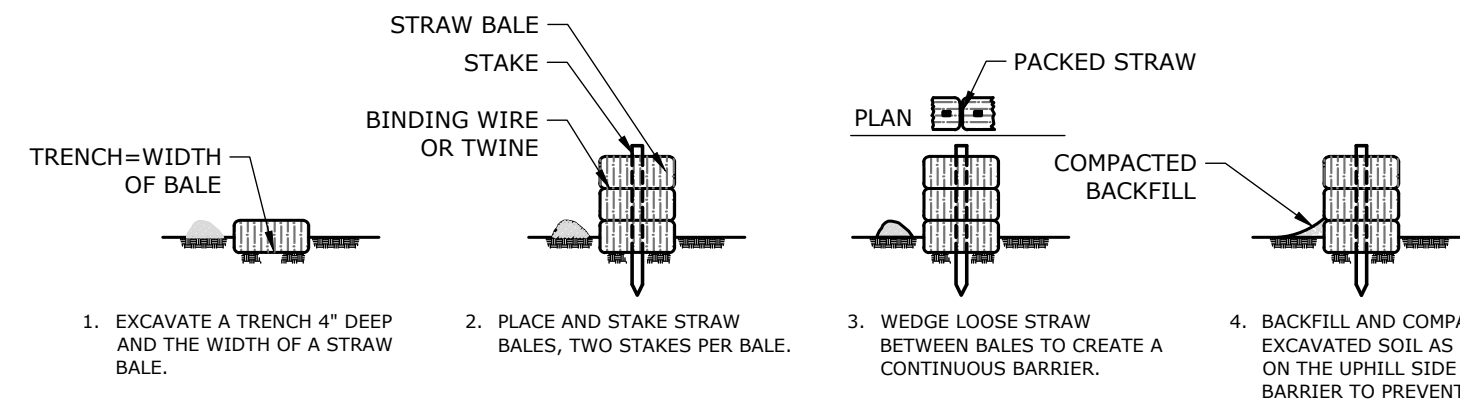 STRAW BALE
STAKE
BINDING WIRE
OR TWINE
TRENCH=WIDTH
OF BALE
PACKED STRAW
PLAN
COMPACTED
BACKFILL
1. EXCAVATE A TRENCH 4" DEEP
AND THE WIDTH OF A STRAW
BALE.
2. PLACE AND STAKE STRAW
BALES, TWO STAKES PER BALE.
3. WEDGE LOOSE STRAW
BETWEEN BALES TO CREATE A
CONTINUOUS BARRIER.
4. BACKFILL AND COMPA
EXCAVATED SOIL AS
ON THE UPHILL SIDE
BARRIER TO PREVENT